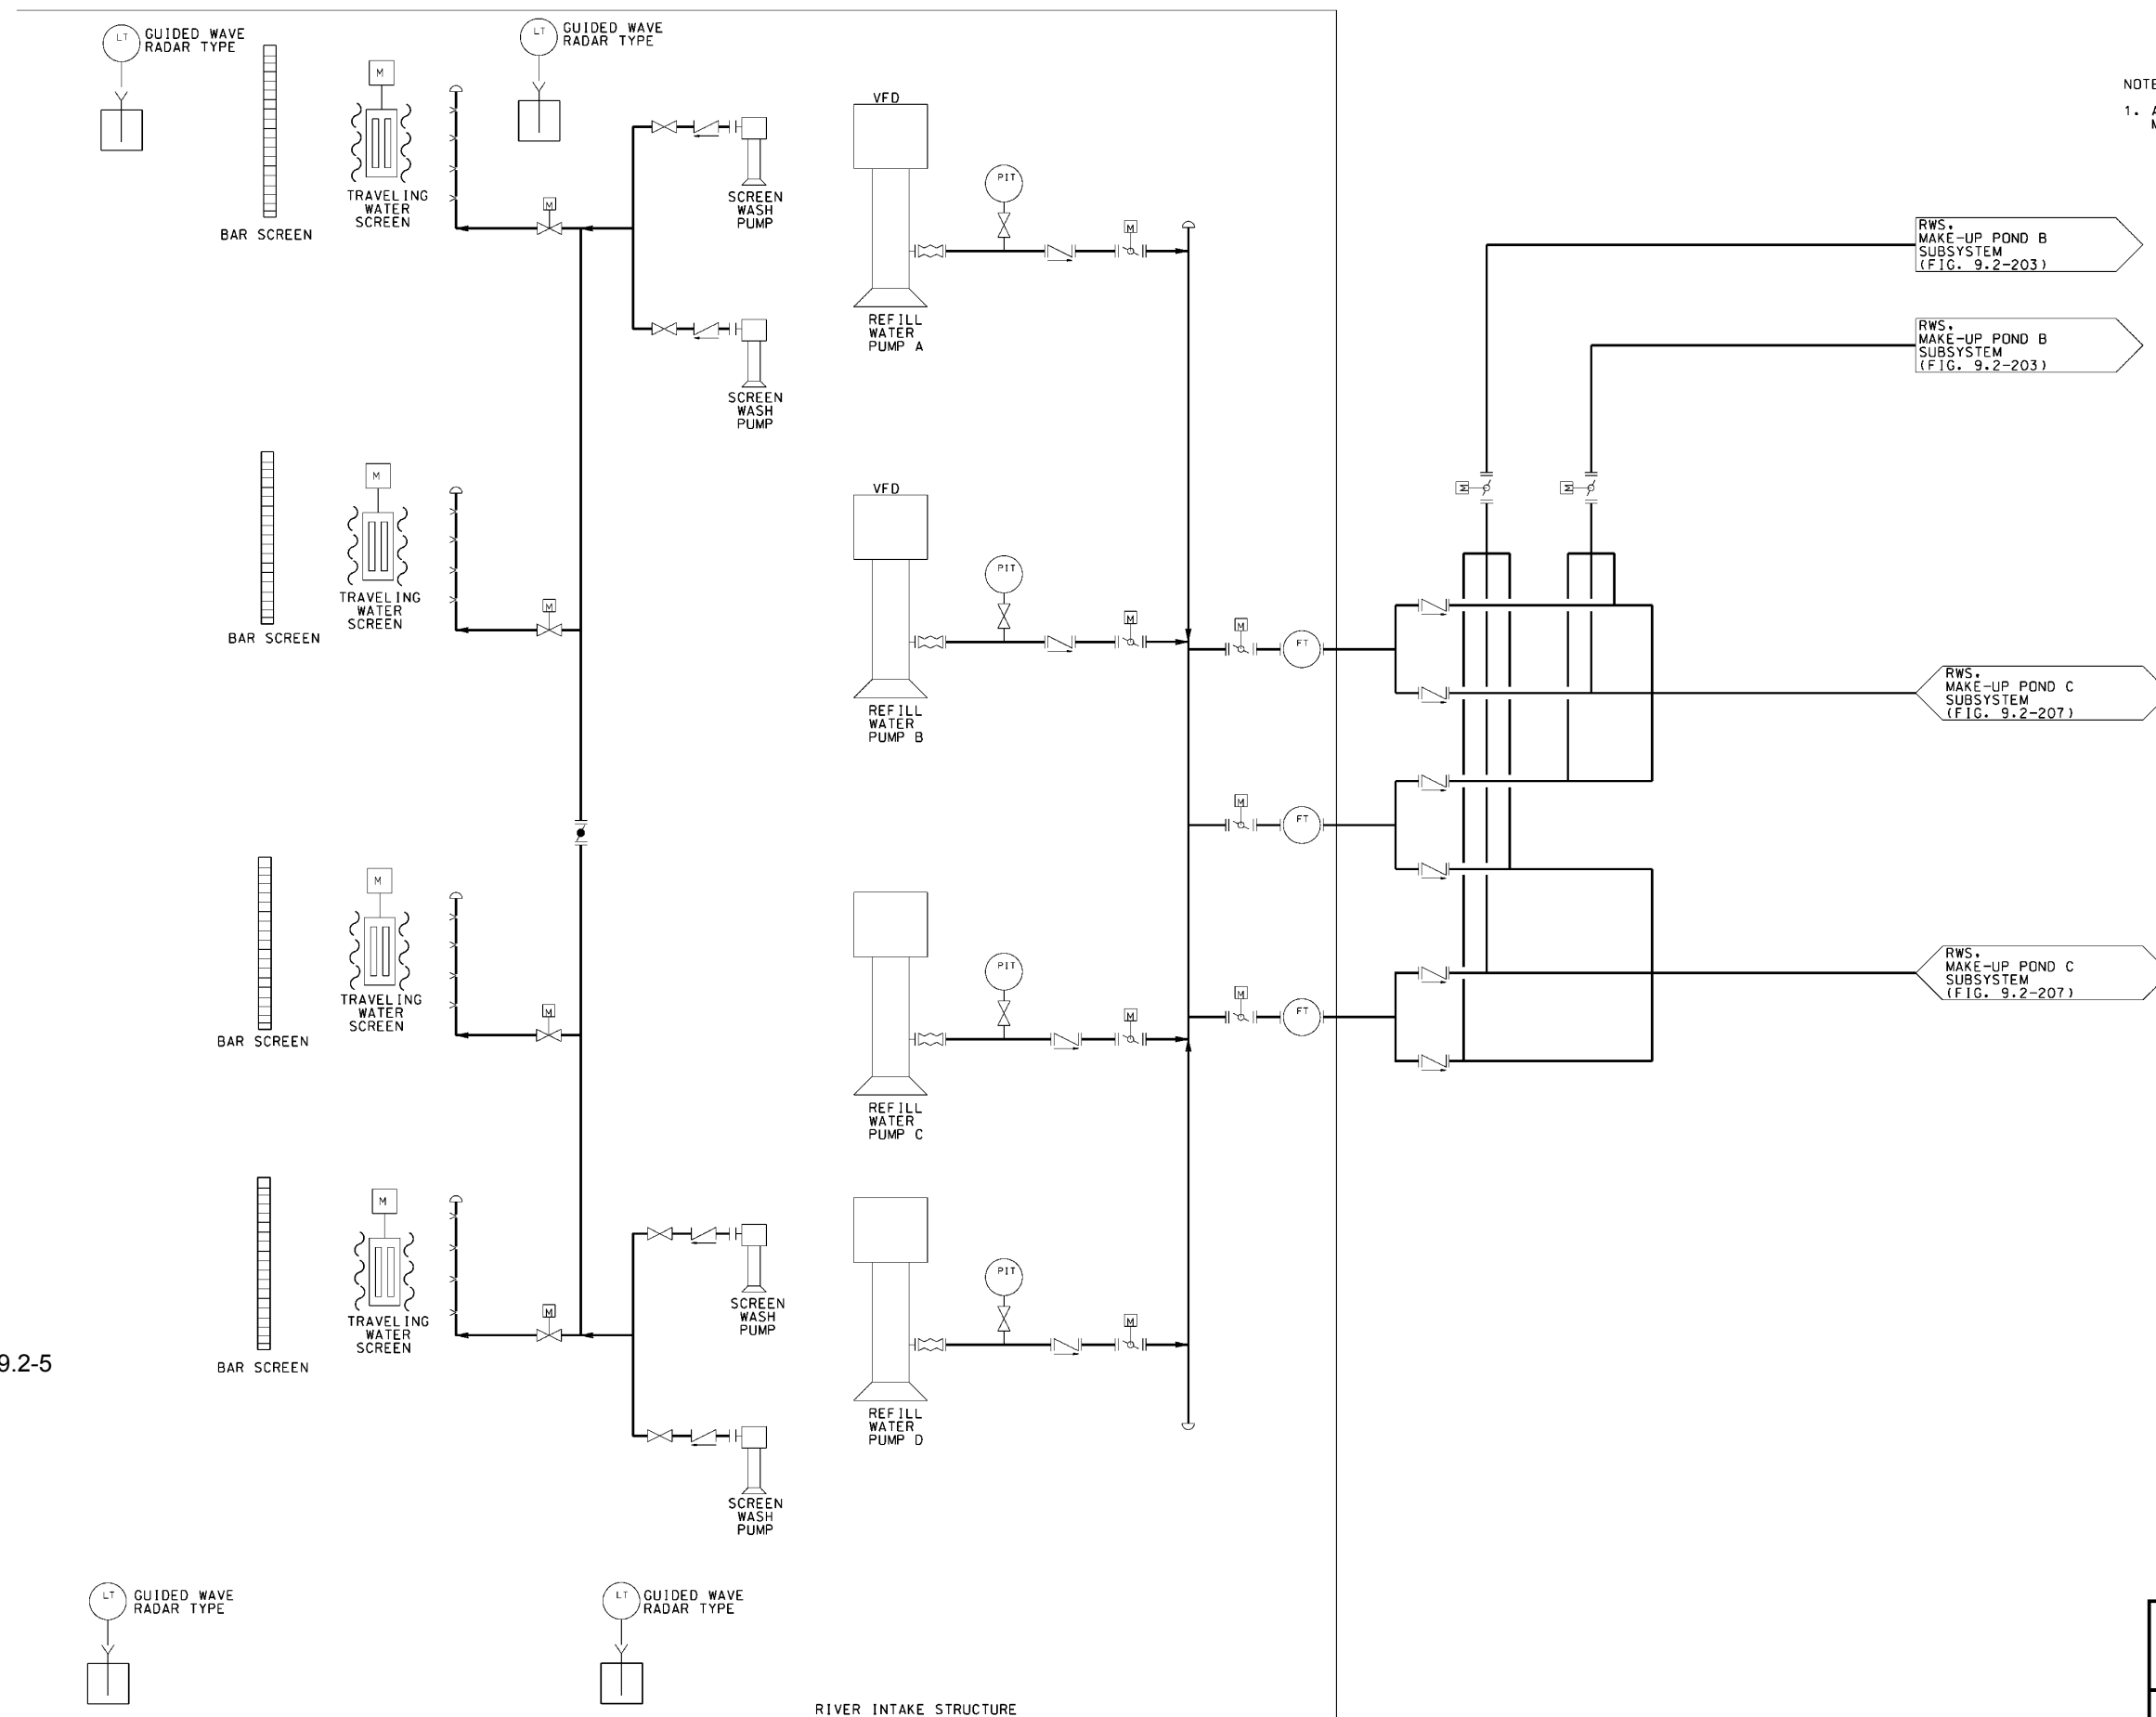 LT GUIDED WAVE
RADAR TYPE
LT GUIDED WAVE
RADAR TYPE
M
TRAVELING
WATER
SCREEN
BAR SCREEN
M
SCREEN
WASH
PUMP
SCREEN
WASH
PUMP
VFD
PIT
M
REFILL
WATER
PUMP A
NOTE
1. A
M
RWS.
MAKE-UP POND B
SUBSYSTEM
(FIG. 9.2-203)
RWS.
MAKE-UP POND B
SUBSYSTEM
(FIG. 9.2-203)
M
M
M
TRAVELING
WATER
SCREEN
BAR SCREEN
M
VFD
PIT
M
REFILL
WATER
PUMP B
M
FT
RWS.
MAKE-UP POND C
SUBSYSTEM
(FIG. 9.2-207)
M
FT
M
TRAVELING
WATER
SCREEN
BAR SCREEN
M
PIT
M
REFILL
WATER
PUMP C
M
FT
RWS.
MAKE-UP POND C
SUBSYSTEM
(FIG. 9.2-207)
M
TRAVELING
WATER
SCREEN
BAR SCREEN
M
SCREEN
WASH
PUMP
SCREEN
WASH
PUMP
PIT
M
REFILL
WATER
PUMP D
9.2-5
LT GUIDED WAVE
RADAR TYPE
LT GUIDED WAVE
RADAR TYPE
RIVER INTAKE STRUCTURE